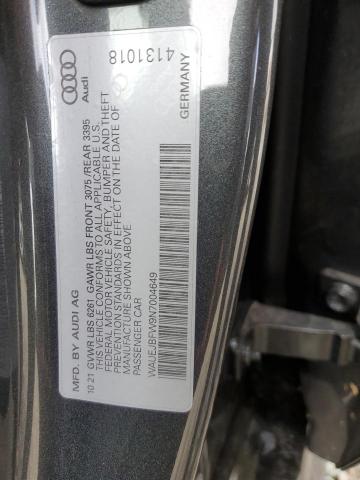 Audi
4131018
GERMANY
MFD. BY AUDI AG
10 21 GVWR LBS 6261 GAWR LBS FRONT 3075 /REAR 3395
THIS VEHICLE CONFORMS TO ALL APPLICABLE U.S.
FEDERAL MOTOR VEHICLE SAFETY, BUMPER AND THEFT
PREVENTION STANDARDS IN EFFECT ON THE DATE OF
MANUFACTURE SHOWN ABOVE
PASSENGER CAR
WAUEJBFW9N7004649